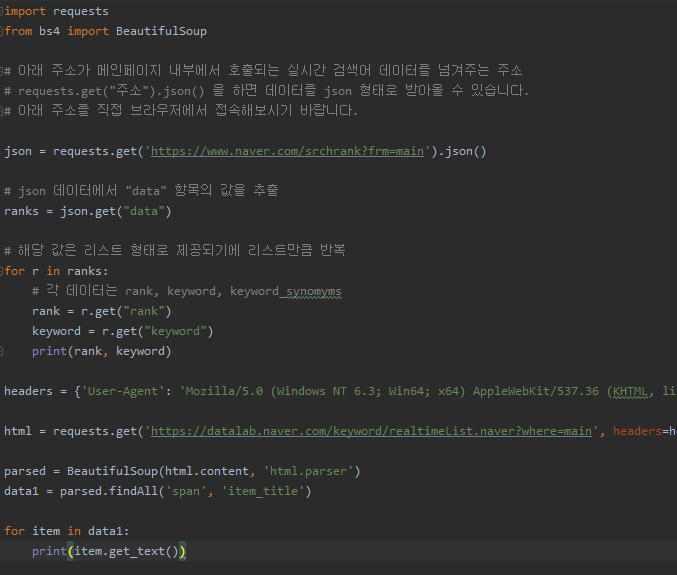 import requests
from bs4 import BeautifulSoup
# 아래 주소가 메인페이지 내부에서 호출되는 실시간 검색어 데이터를 넘겨주는 주소
# requests.get("주소").json() 을 하면 데이터를 json 형태로 받아올 수 있습니다.
# 아래 주소를 직접 브라우저에서 접속해보시기 바랍니다.
json = requests.get('https://www.naver.com/srchrank?frm=main').json()
# json 데이터에서 "data" 항목의 값을 추출
ranks = json.get("data")
# 해당 값은 리스트 형태로 제공되기에 리스트만큼 반복
for r in ranks:
    # 각 데이터는 rank, keyword, keyword_synomyms
    rank = r.get("rank")
    keyword = r.get("keyword")
    print(rank, keyword)
headers = {'User-Agent': 'Mozilla/5.0 (Windows NT 6.3; Win64; x64) AppleWebKit/537.36 (KHTML, li
html = requests.get('https://datalab.naver.com/keyword/realtimeList.naver?where=main', headers=h
parsed = BeautifulSoup(html.content, 'html.parser')
data1 = parsed.findAll('span', 'item_title')
for item in data1:
    print(item.get_text())